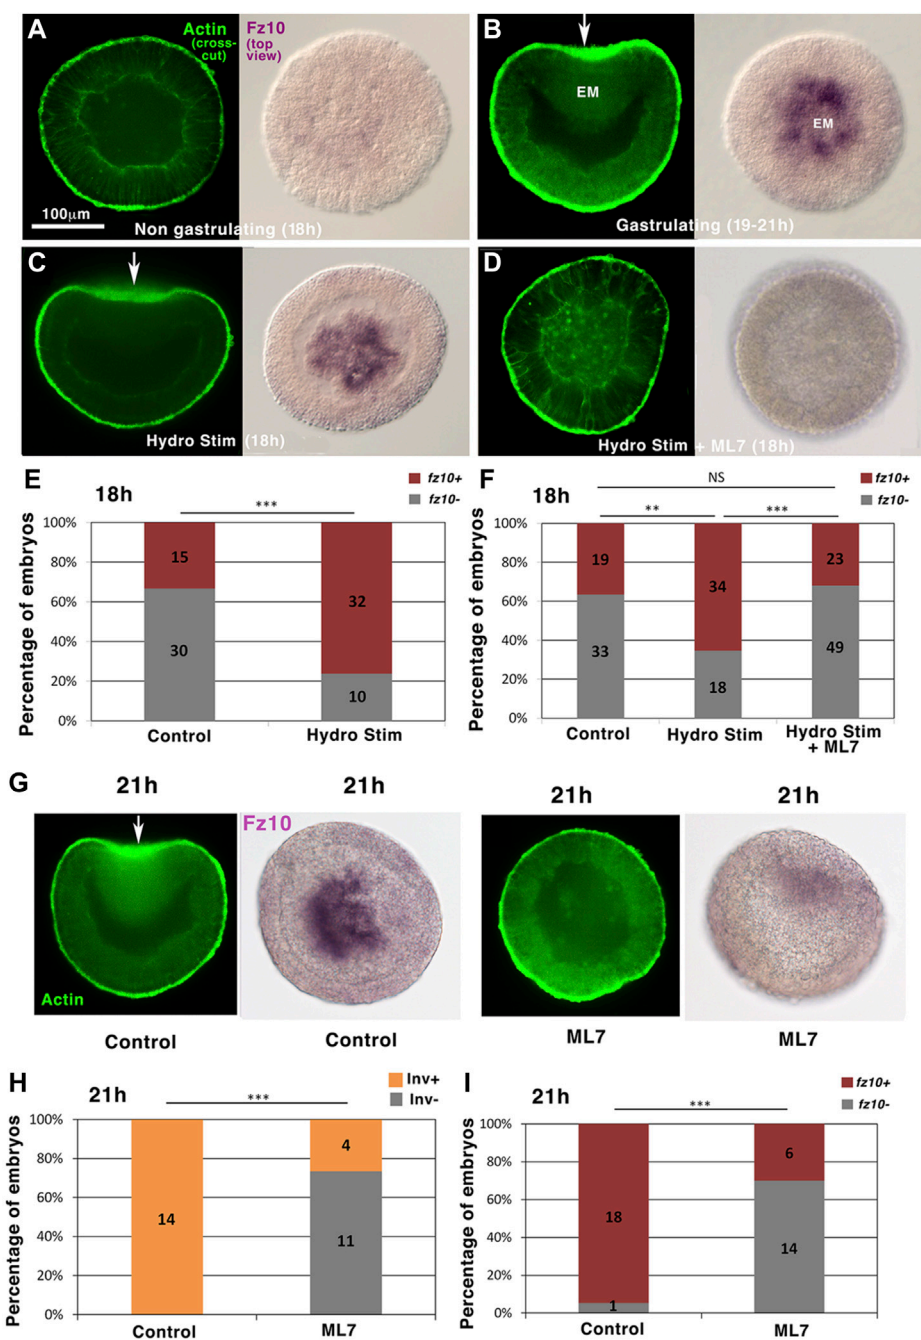 A
Actin
(cross-
cut)
Fz10
(top
view)
100μm
Non gastrulating (18h)
B
EM
EM
Gastrulating (19-21h)
C
Hydro Stim (18h)
D
Hydro Stim + ML7 (18h)
E
18h
fz10+
fz10-
***
Percentage of embryos
100%
80%
60%
40%
20%
0%
15
30
32
10
Control
Hydro Stim
F
18h
fz10+
fz10-
NS
**
***
Percentage of embryos
100%
80%
60%
40%
20%
0%
19
33
34
18
23
49
Control
Hydro Stim
Hydro Stim
+ ML7
G
21h
21h
21h
21h
Fz10
Actin
Control
Control
ML7
ML7
H
21h
Inv+
Inv-
***
Percentage of embryos
100%
80%
60%
40%
20%
0%
14
4
11
Control
ML7
I
21h
fz10+
fz10-
***
Percentage of embryos
100%
80%
60%
40%
20%
0%
18
1
6
14
Control
ML7